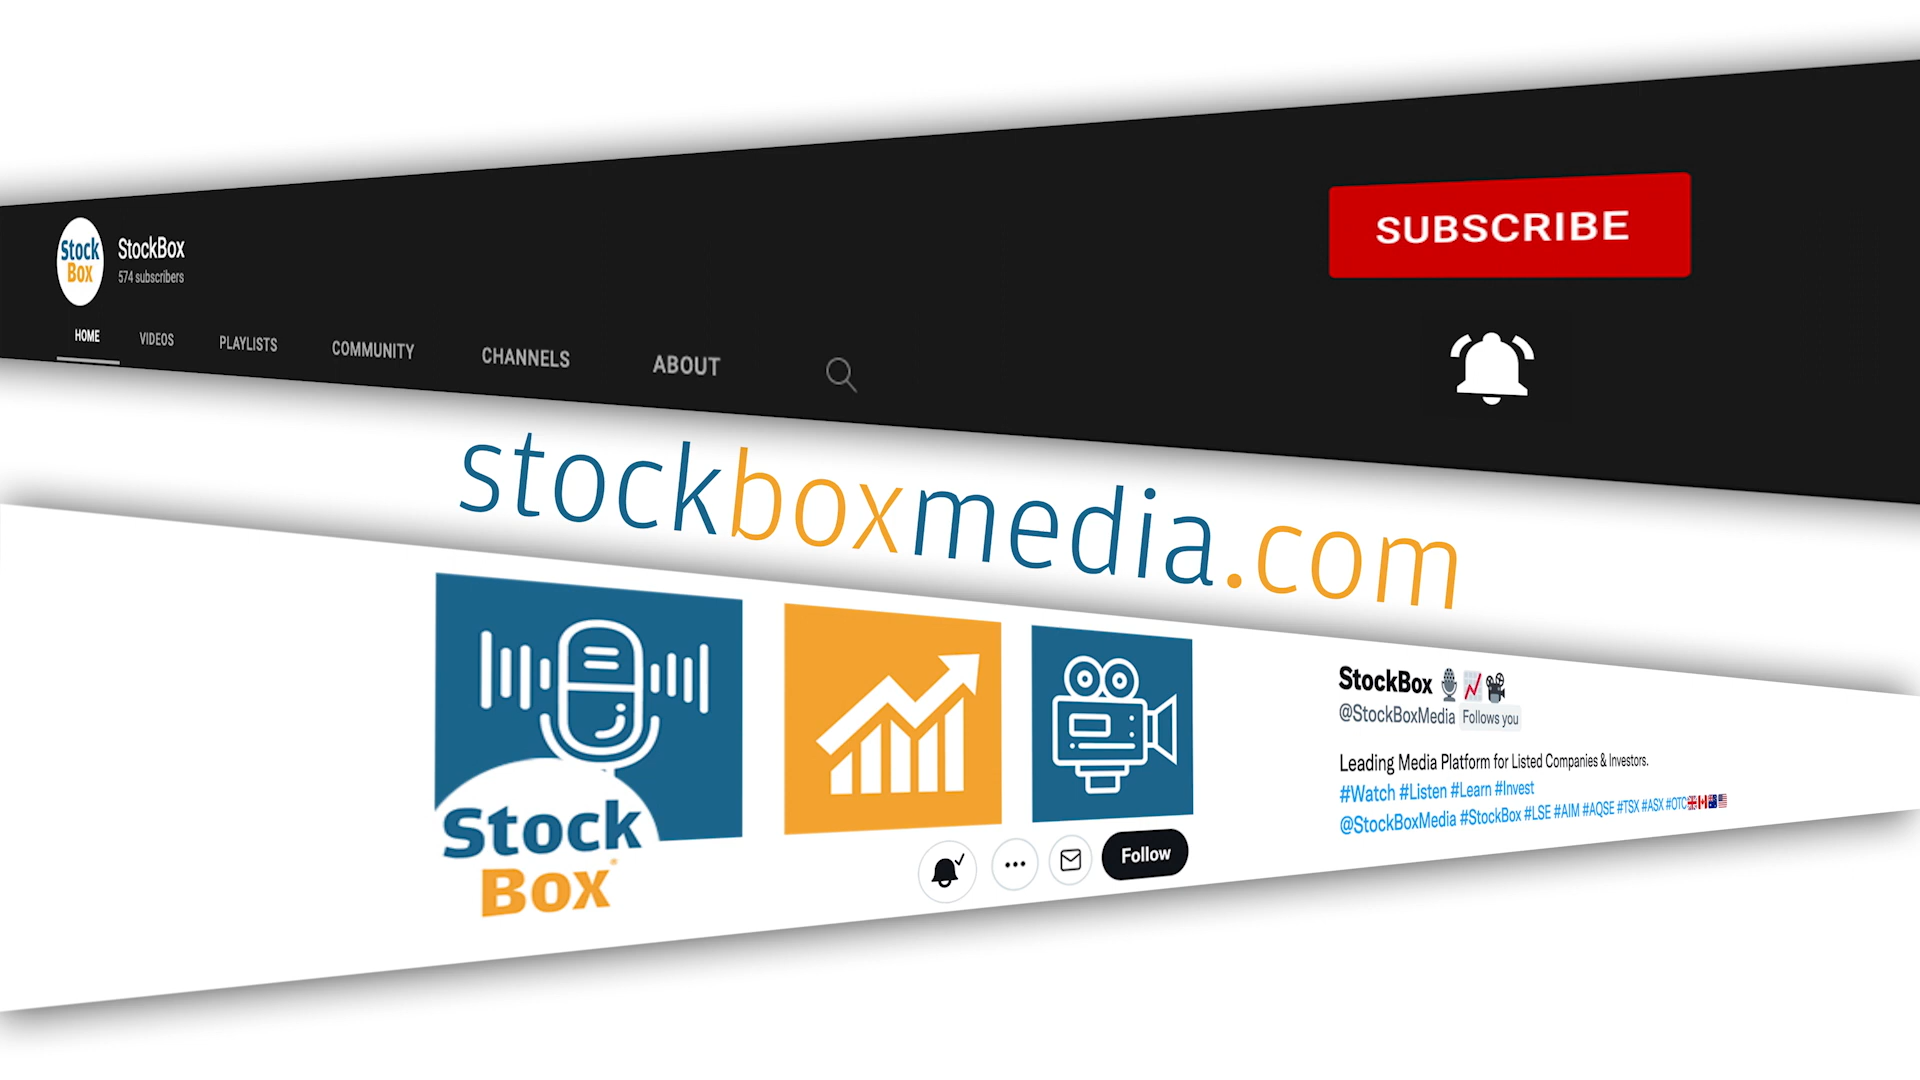 Stock
Box
StockBox
574 subscribers
SUBSCRIBE
HOME VIDEOS PLAYLISTS COMMUNITY CHANNELS ABOUT
stockboxmedia.com
Stock
Box
Follow
StockBox
@StockBoxMedia Follows you
Leading Media Platform for Listed Companies & Investors.
#Watch #Listen #Learn #Invest
@StockBoxMedia #StockBox #LSE #AIM #AQSE #TSX #ASX #OTC